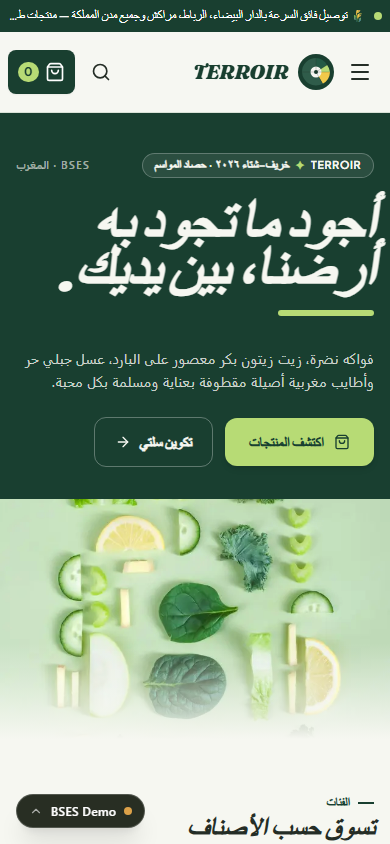 توصيل فائق السرعة بالدار البيضاء، الرباط، مراكش وجميع مدن المملكة — منتجات طـ...
TERROIR
0
TERROIR ✦ خريف-شتاء ٢٠٢٦ · حصاد المواسم
BSES · المغرب
أجود ما تجود به
أرضنا، بين يديك.
فواكه نضرة، زيت زيتون بكر معصور على البارد، عسل جبلي حر
وأطايب مغربية أصيلة مقطوفة بعناية ومسلمة بكل محبة.
اكتشف المنتجات
تكوين سلتي
الفئات
تسوق حسب الأصناف
BSES Demo